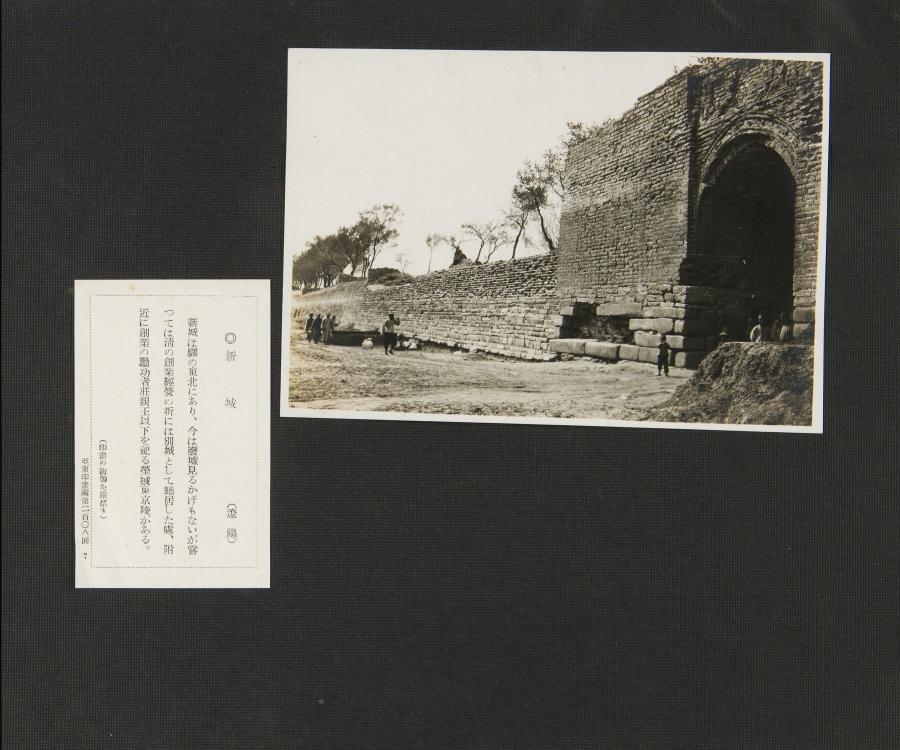 ◎新城　（遼陽）
新城は驛の東北にあり、今は廢墟見るかげもないが嘗
つては淸の創業經營の折には別城として蟠居した處、附
近に創業の勳功者莊親王以下を祀る塋域東京陵がある。
（印畫の複製を嚴禁す）
亞東印畫輯第二百〇八回 7